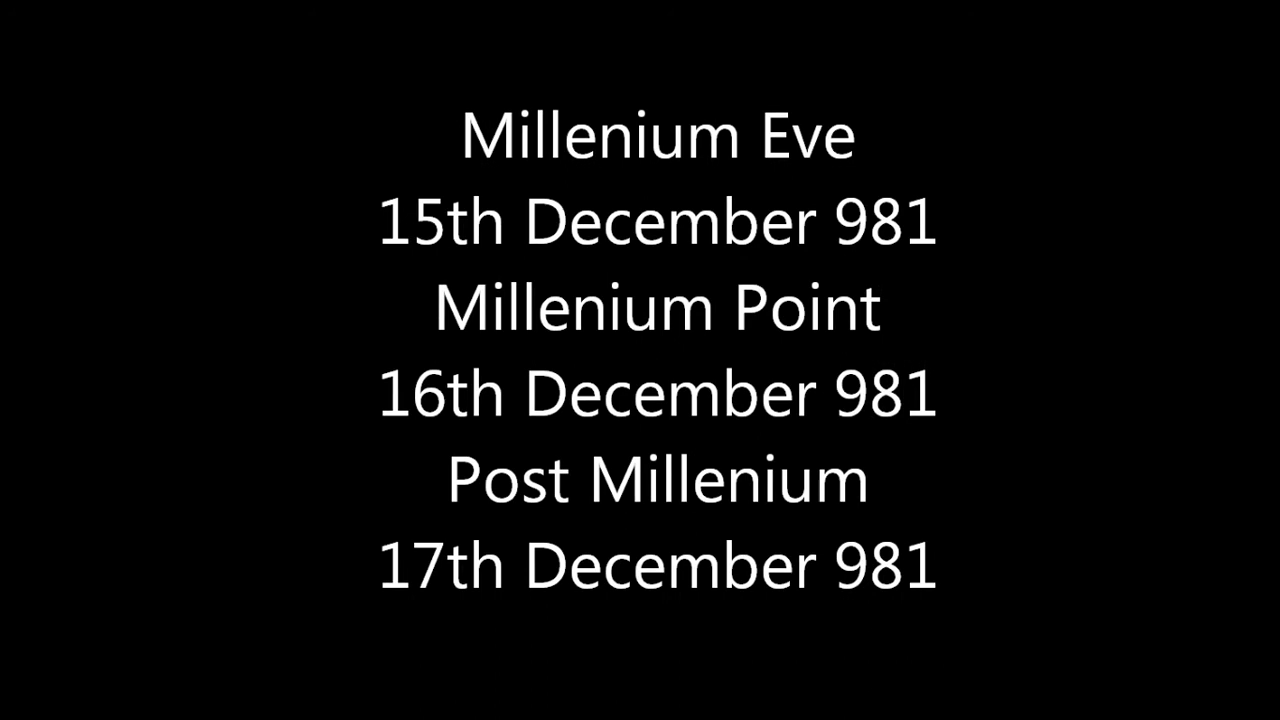 Millenium Eve
15th December 981
Millenium Point
16th December 981
Post Millenium
17th December 981